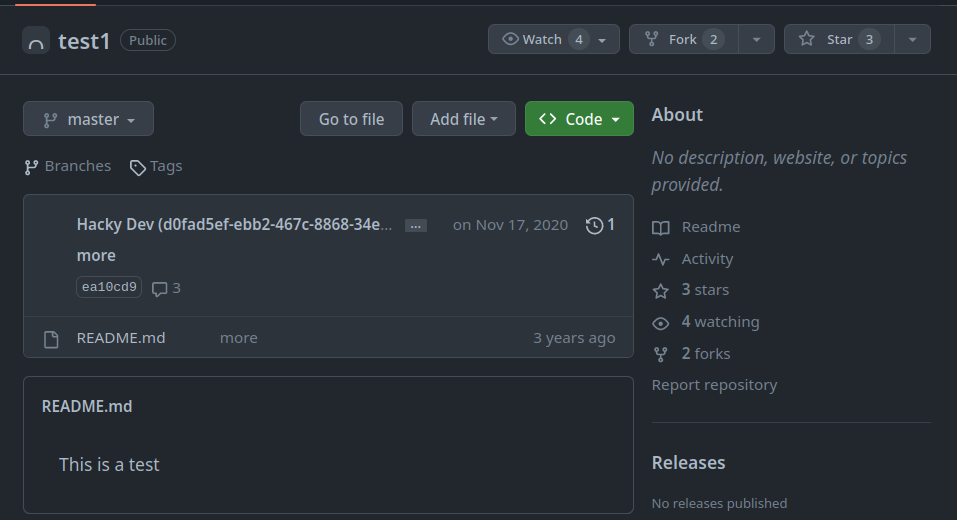 test1 Public Watch 4 Fork 2 Star 3
master Go to file Add file Code
Branches Tags
Hacky Dev (d0fad5ef-ebb2-467c-8868-34e... ... on Nov 17, 2020 1
more
ea10cd9 3
README.md more 3 years ago
README.md
This is a test
About
No description, website, or topics
provided.
Readme
Activity
3 stars
4 watching
2 forks
Report repository
Releases
No releases published